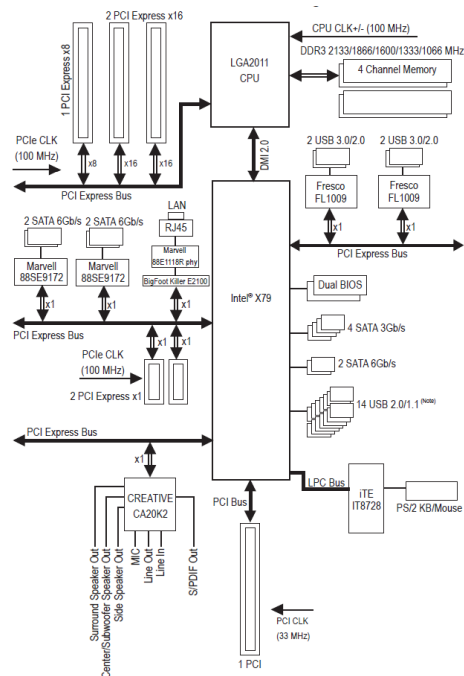 2 PCI Express x16
1 PCI Express x8
CPU CLK+/- (100 MHz)
DDR3 2133/1866/1600/1333/1066 MHz
LGA2011
CPU
4 Channel Memory
PCIe CLK
(100 MHz)
x8
x16
x16
PCI Express Bus
DMI 2.0
2 USB 3.0/2.0
2 USB 3.0/2.0
Fresco
FL1009
Fresco
FL1009
x1
x1
PCI Express Bus
LAN
RJ45
2 SATA 6Gb/s
2 SATA 6Gb/s
Marvell
88E1118R phy
Marvell
88SE9172
Marvell
88SE9172
BigFoot Killer E2100
x1
x1
x1
PCI Express Bus
Intel® X79
Dual BIOS
4 SATA 3Gb/s
2 SATA 6Gb/s
14 USB 2.0/1.1 (Note)
x1
x1
PCIe CLK
(100 MHz)
2 PCI Express x1
PCI Express Bus
x1
CREATIVE
CA20K2
Surround Speaker Out
Center/Subwoofer Speaker Out
Side Speaker Out
MIC
Line Out
Line In
S/PDIF Out
PCI Bus
LPC Bus
iTE
IT8728
PS/2 KB/Mouse
PCI CLK
(33 MHz)
1 PCI